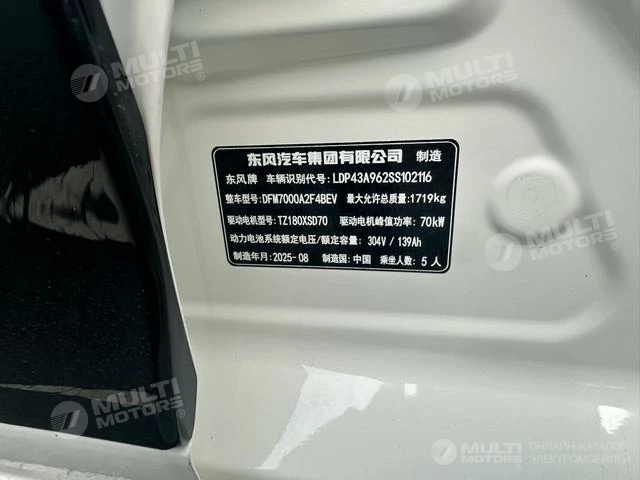 MULTI
MOTORS®
MULTI
MOTORS®
东风汽车集团有限公司 制造
东风牌 车辆识别代号:LDP43A962SS102116
整车型号:DFM7000A2F4BEV 最大允许总质量:1719kg
驱动电机型号:TZ180XSD70 驱动电机峰值功率:70kW
动力电池系统额定电压/额定容量: 304V / 139Ah
制造年月:2025-08 制造国:中国 乘坐人数: 5 人
MULTI
MOTORS®
MULTI
MOTORS®
ОНЛАЙН-КАТАЛОГ
ЭЛЕКТРОМОБИЛЕЙ